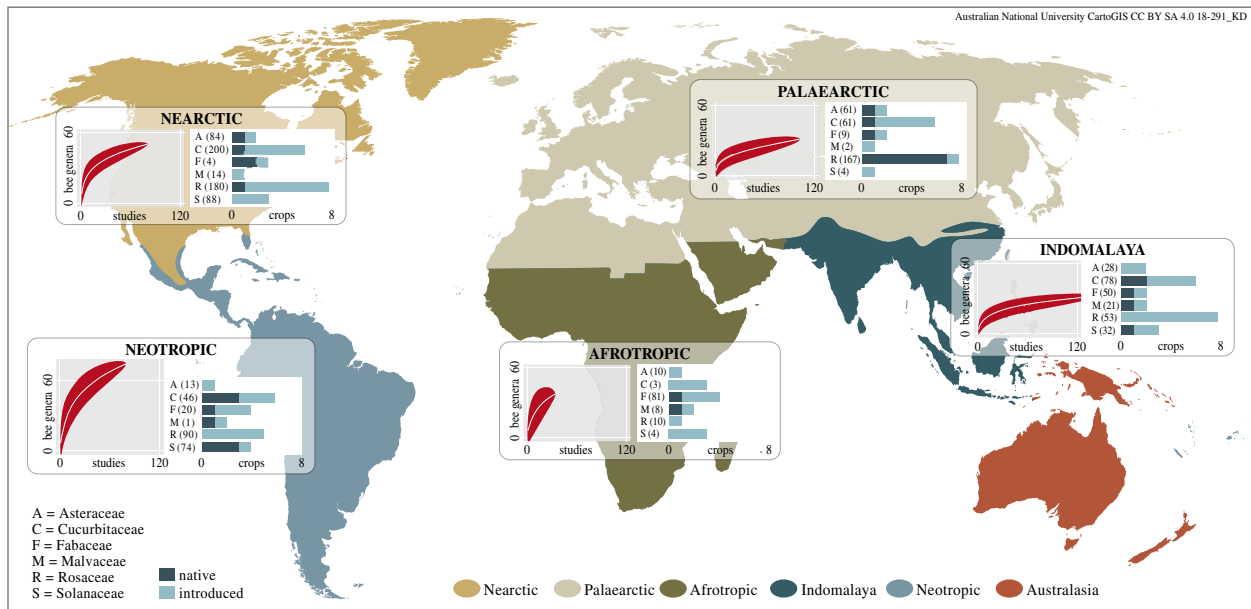 Australian National University CartoGIS CC BY SA 4.0 18-291_KD
NEARCTIC
bee genera
60
0
0 studies 120
A (84)
C (200)
F (4)
M (14)
R (180)
S (88)
0 crops 8
PALAEARCTIC
bee genera
60
0
0 studies 120
A (61)
C (61)
F (9)
M (2)
R (167)
S (4)
0 crops 8
INDOMALAYA
bee genera
60
0
0 studies 120
A (28)
C (78)
F (50)
M (21)
R (53)
S (32)
0 crops 8
NEOTROPIC
bee genera
60
0
0 studies 120
A (13)
C (46)
F (20)
M (1)
R (90)
S (74)
0 crops 8
AFROTROPIC
bee genera
60
0
0 studies 120
A (10)
C (3)
F (81)
M (8)
R (10)
S (4)
0 crops 8
A = Asteraceae
C = Cucurbitaceae
F = Fabaceae
M = Malvaceae
R = Rosaceae
S = Solanaceae
native
introduced
Nearctic
Palaearctic
Afrotropic
Indomalaya
Neotropic
Australasia